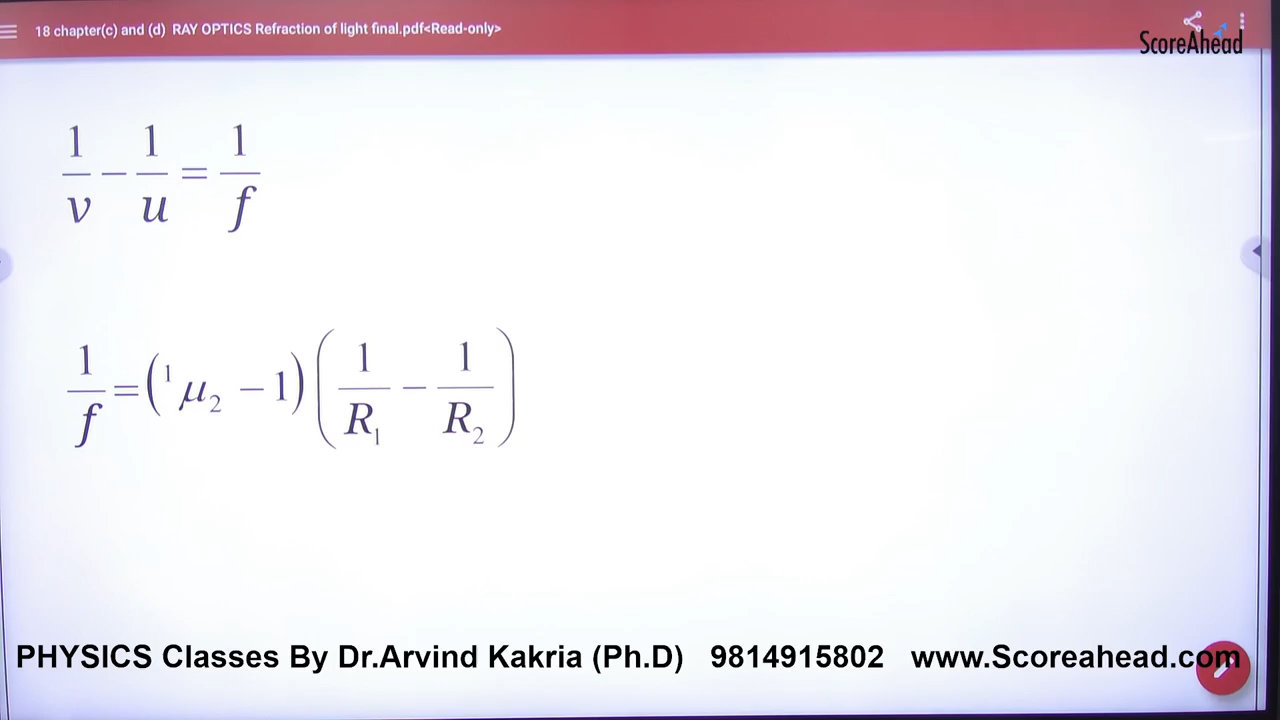 18 chapter(c) and (d) RAY OPTICS Refraction of light final.pdf<Read-only>
ScoreAhead
1/v − 1/u = 1/f
1/f = (¹μ₂ − 1) (1/R₁ − 1/R₂)
PHYSICS Classes By Dr.Arvind Kakria (Ph.D) 9814915802 www.Scoreahead.com